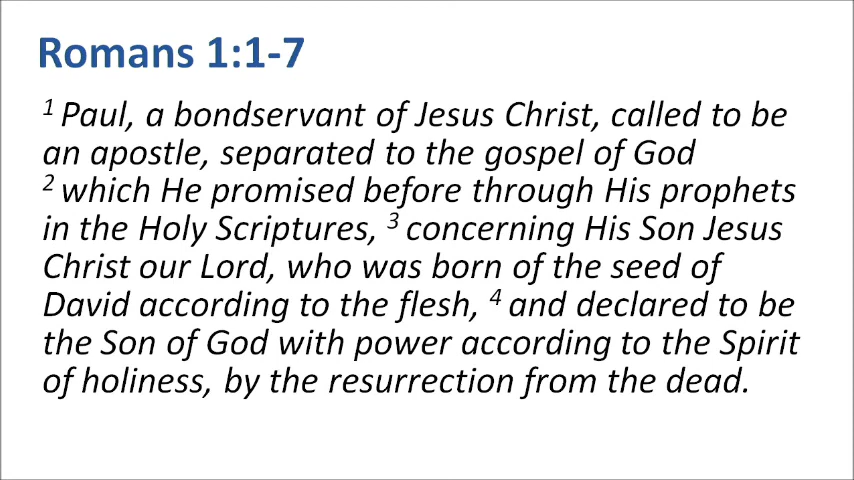 Romans 1:1-7
1 Paul, a bondservant of Jesus Christ, called to be
an apostle, separated to the gospel of God
2 which He promised before through His prophets
in the Holy Scriptures, 3 concerning His Son Jesus
Christ our Lord, who was born of the seed of
David according to the flesh, 4 and declared to be
the Son of God with power according to the Spirit
of holiness, by the resurrection from the dead.